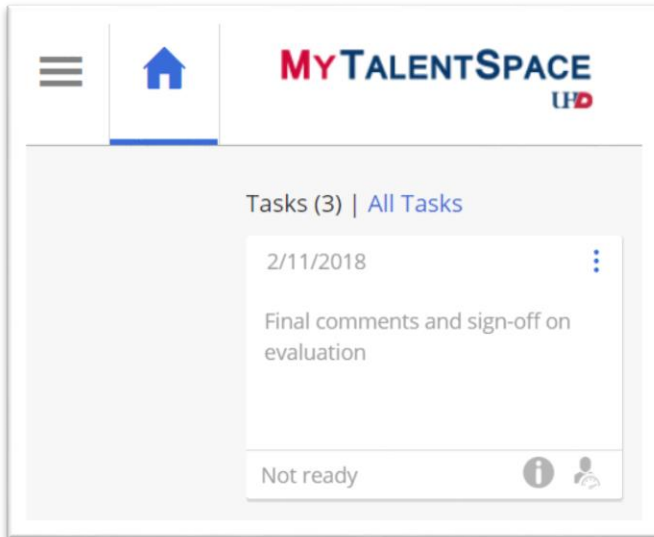 MYTALENTSPACE
UHD
Tasks (3) | All Tasks
2/11/2018
Final comments and sign-off on
evaluation
Not ready